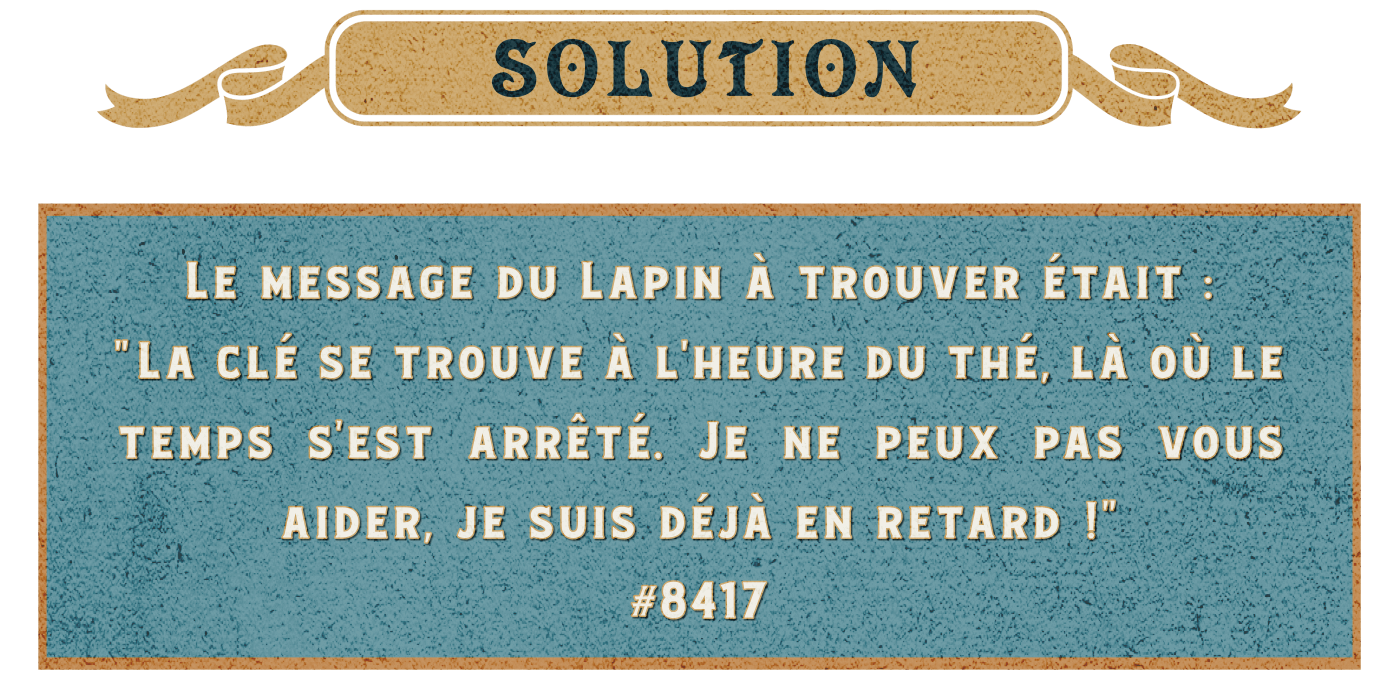 SOLUTION
Le message du Lapin à trouver était :
"La clé se trouve à l'heure du thé, là où le
temps s'est arrêté. Je ne peux pas vous
aider, je suis déjà en retard !"
#8417